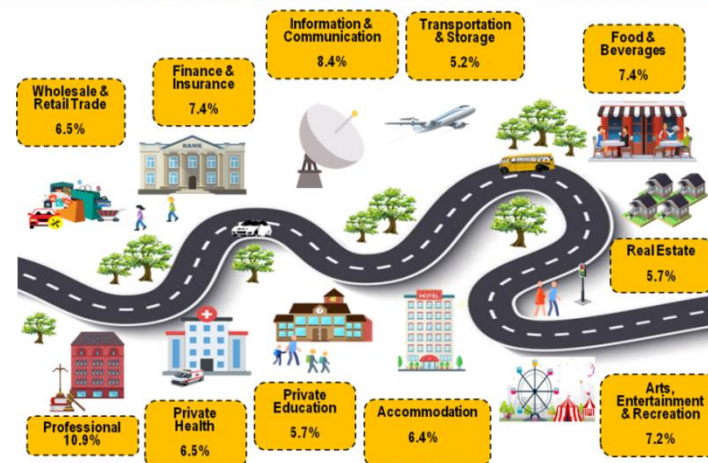 Information &
Communication
8.4%
Transportation
& Storage
5.2%
Food &
Beverages
7.4%
Finance &
Insurance
7.4%
Wholesale &
Retail Trade
6.5%
BANK
Real Estate
5.7%
HOTEL
Professional
10.9%
Private
Health
6.5%
Private
Education
5.7%
Accommodation
6.4%
Arts,
Entertainment
& Recreation
7.2%